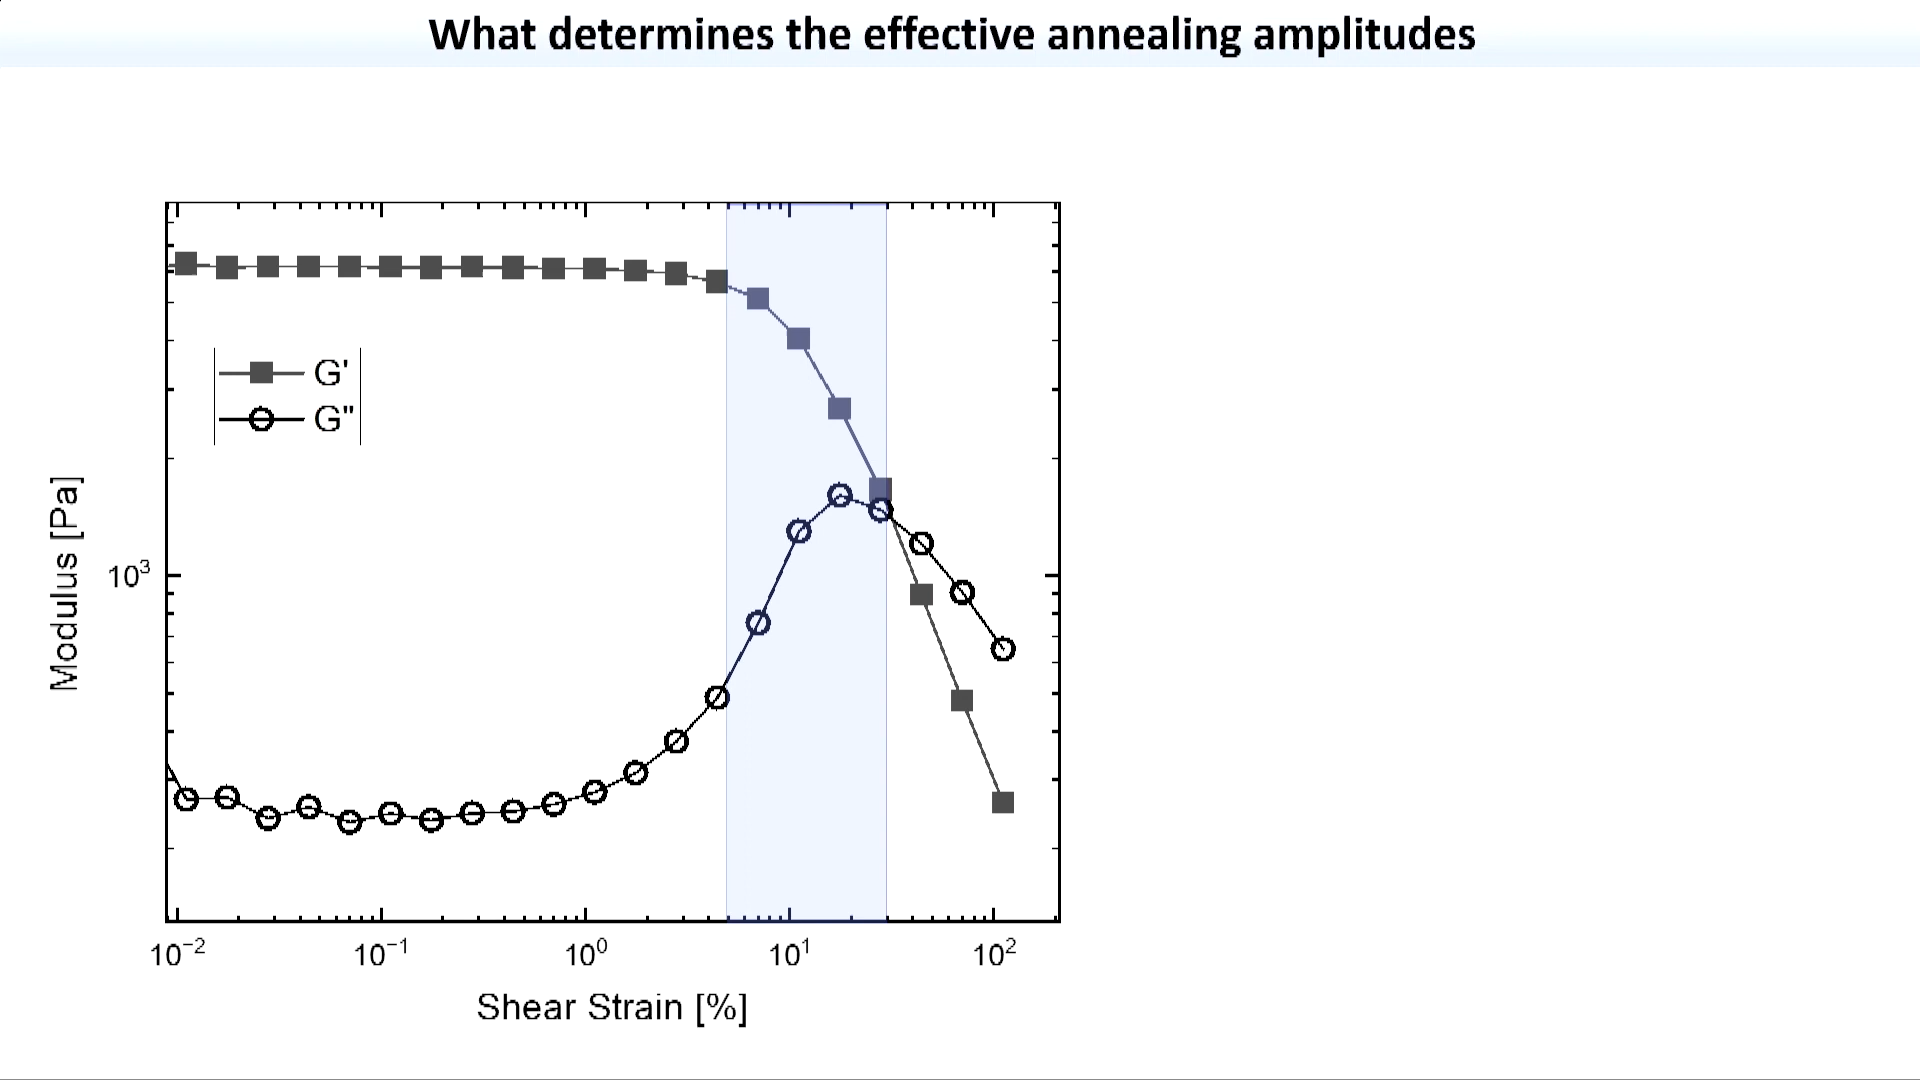 What determines the effective annealing amplitudes
G'
G"
Modulus [Pa]
10³
10⁻² 10⁻¹ 10⁰ 10¹ 10²
Shear Strain [%]